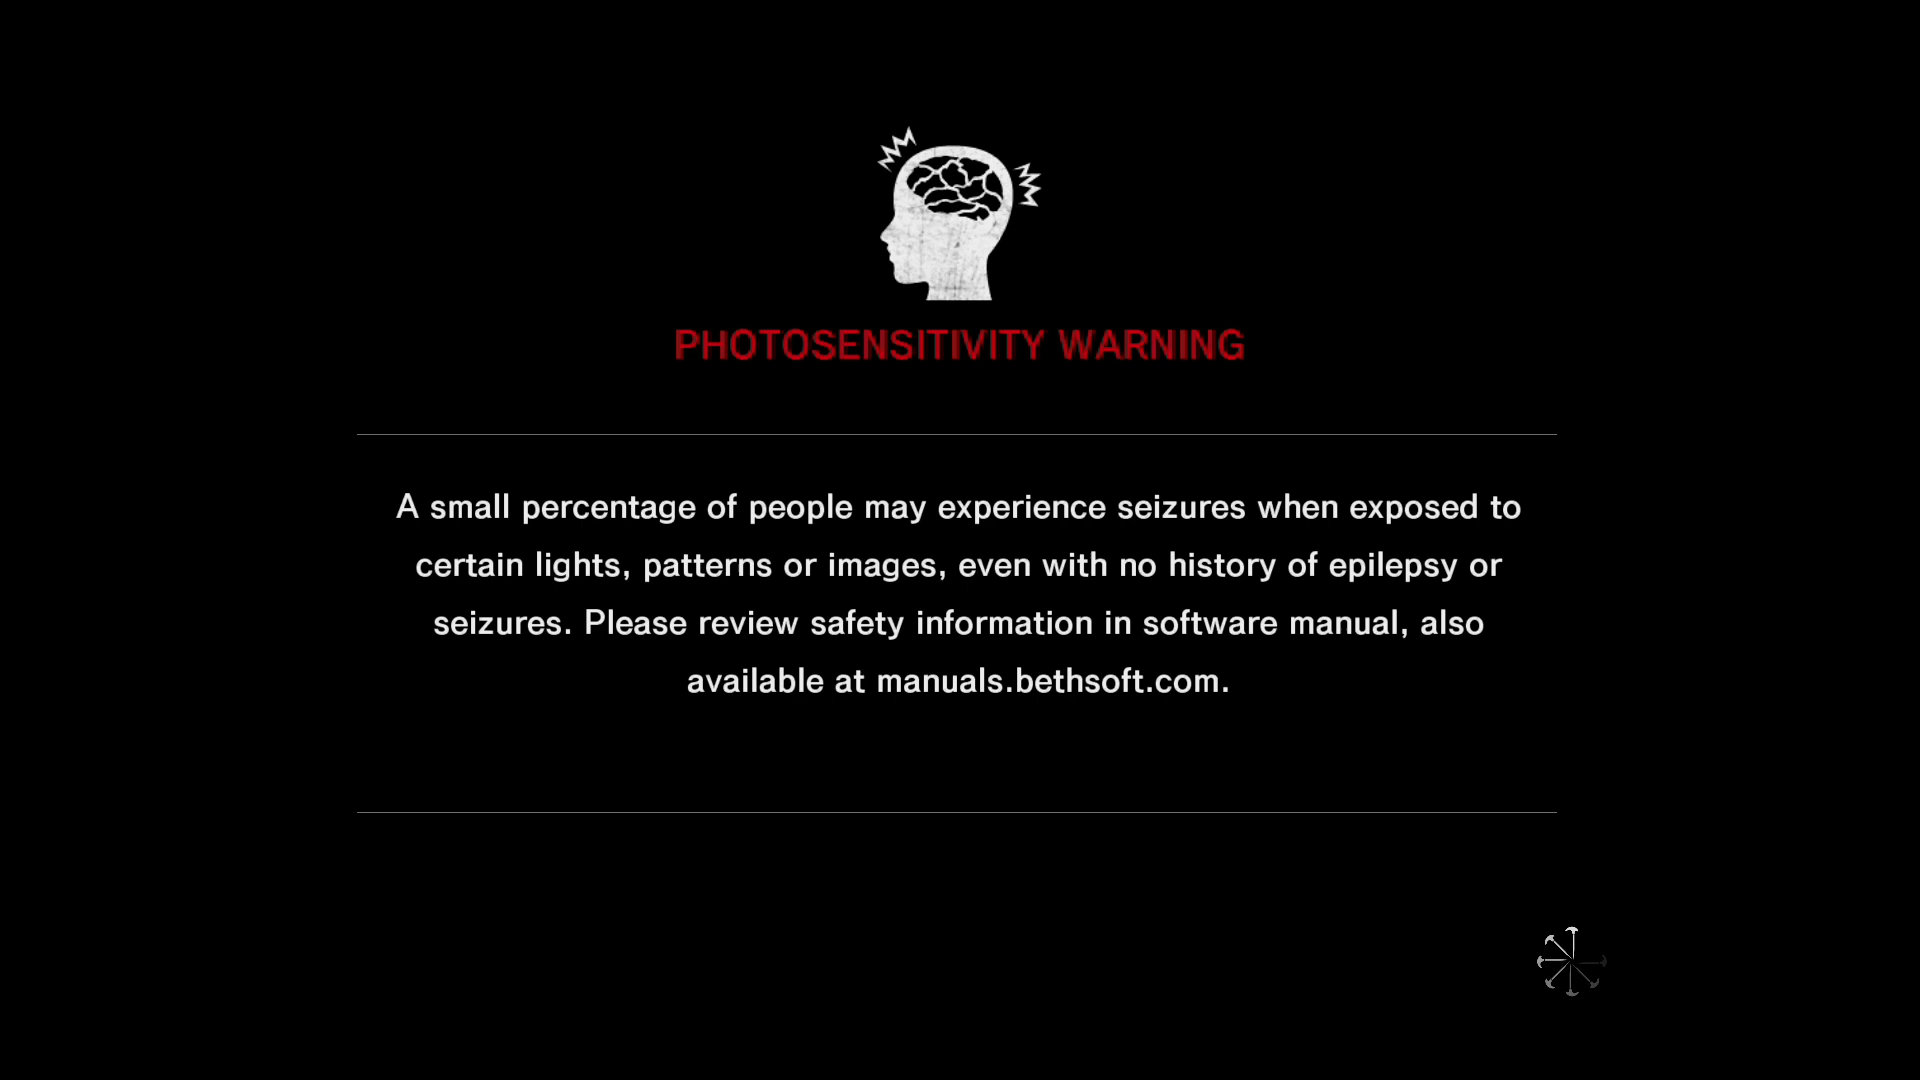 PHOTOSENSITIVITY WARNING
A small percentage of people may experience seizures when exposed to
certain lights, patterns or images, even with no history of epilepsy or
seizures. Please review safety information in software manual, also
available at manuals.bethsoft.com.